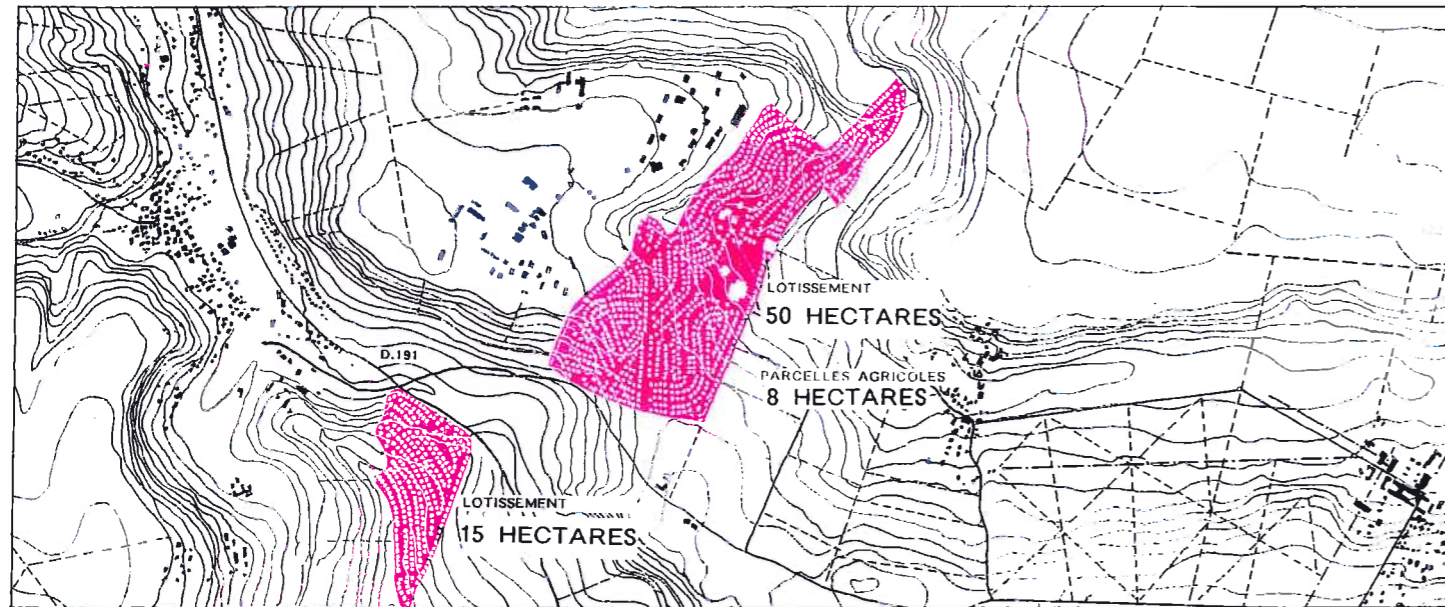 LOTISSEMENT
50 HECTARES
D.191
PARCELLES AGRICOLES
8 HECTARES
LOTISSEMENT
15 HECTARES